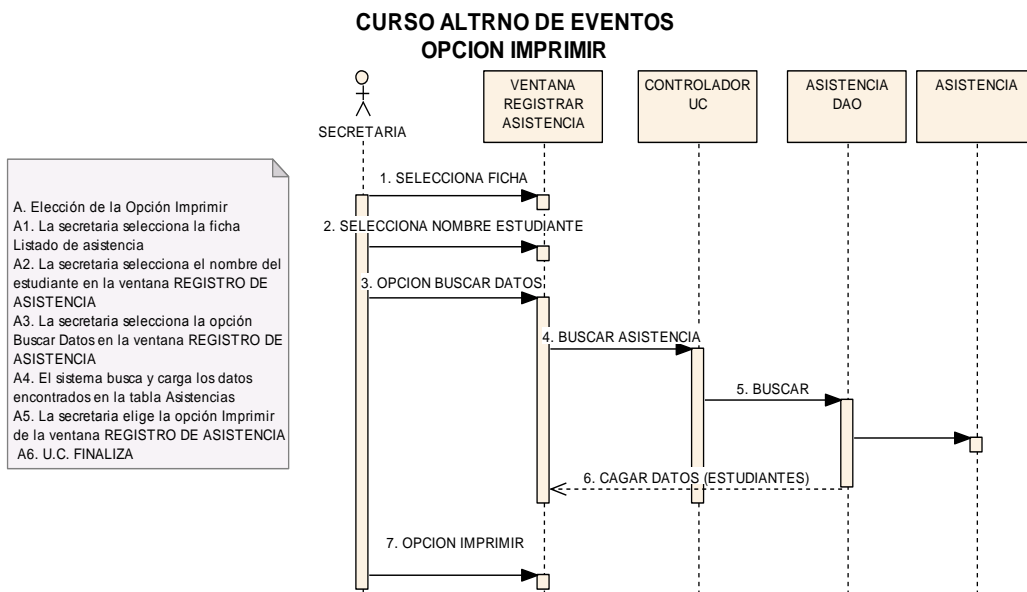 CURSO ALTRNO DE EVENTOS
OPCION IMPRIMIR
SECRETARIA
VENTANA
REGISTRAR
ASISTENCIA
CONTROLADOR
UC
ASISTENCIA
DAO
ASISTENCIA
A. Elección de la Opción Imprimir
A1. La secretaria selecciona la ficha
Listado de asistencia
A2. La secretaria selecciona el nombre del
estudiante en la ventana REGISTRO DE
ASISTENCIA
A3. La secretaria selecciona la opción
Buscar Datos en la ventana REGISTRO DE
ASISTENCIA
A4. El sistema busca y carga los datos
encontrados en la tabla Asistencias
A5. La secretaria elige la opción Imprimir
de la ventana REGISTRO DE ASISTENCIA
A6. U.C. FINALIZA
1. SELECCIONA FICHA
2. SELECCIONA NOMBRE ESTUDIANTE
3. OPCION BUSCAR DATOS
4. BUSCAR ASISTENCIA
5. BUSCAR
6. CAGAR DATOS (ESTUDIANTES)
7. OPCION IMPRIMIR